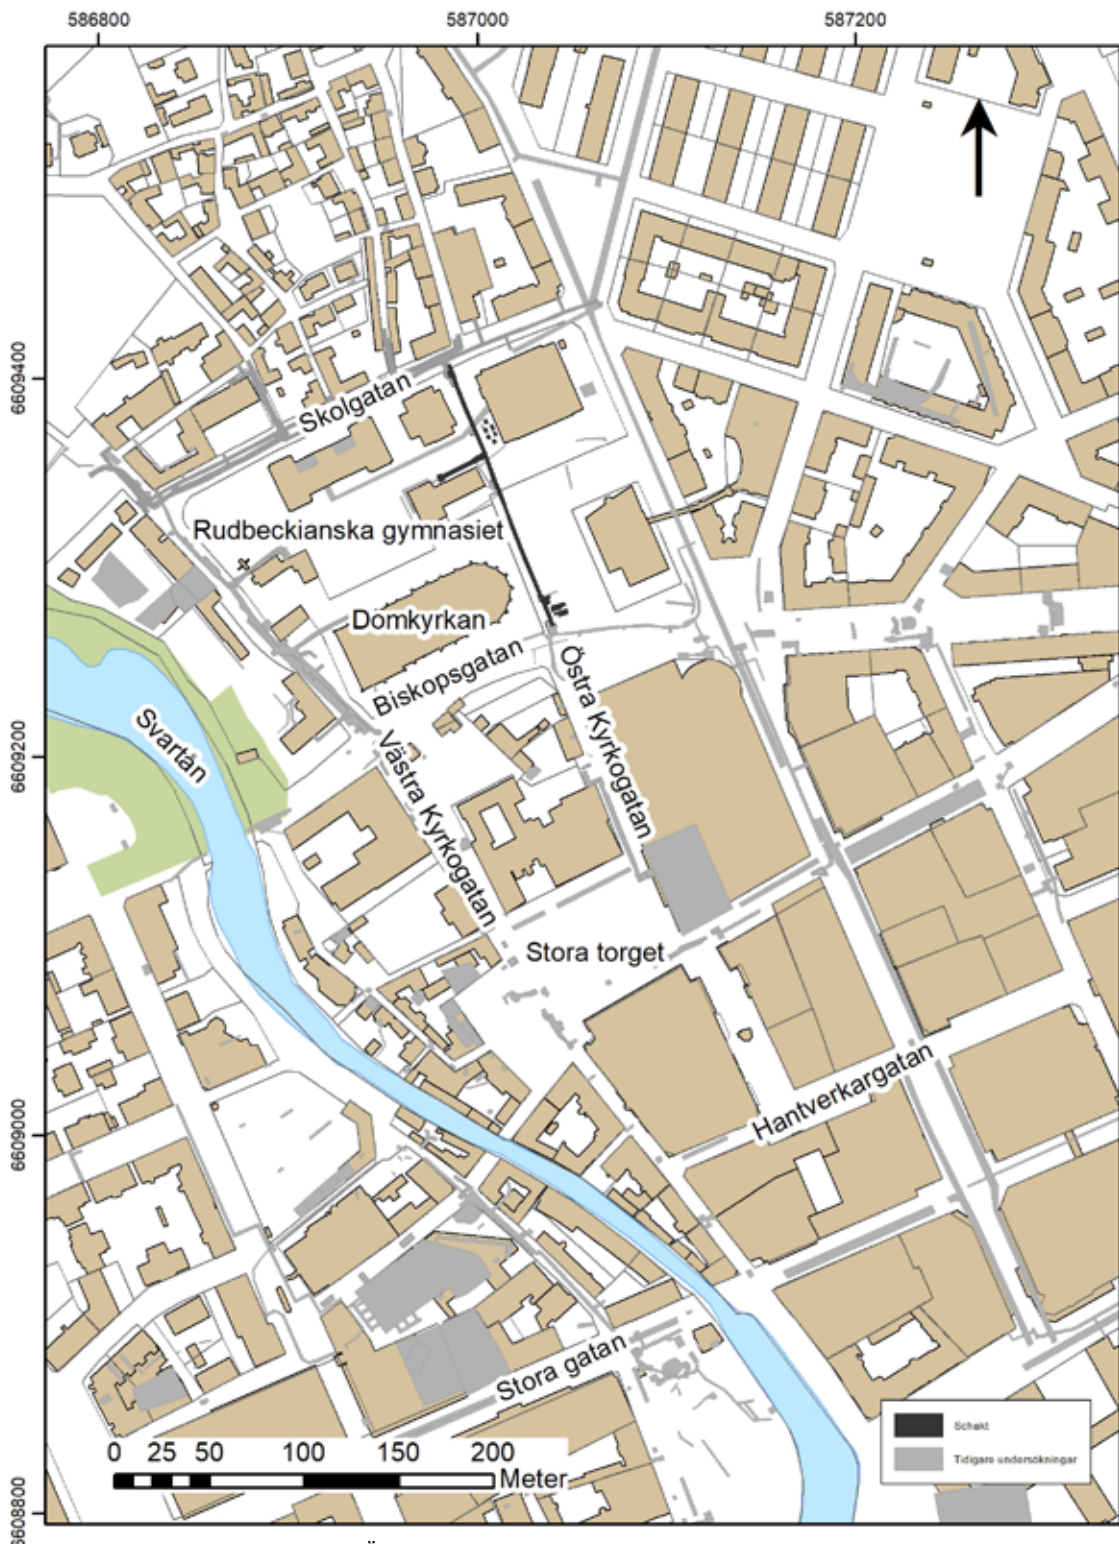 586800 587000 587200
6609400
Skolgatan
Rudbeckianska gymnasiet
Domkyrkan
Biskopsgatan
Östra Kyrkogatan
Svartån
6609200
Västra Kyrkogatan
Stora torget
Hantverkargatan
6609000
Stora gatan
Schakt
Tidigare undersökningar
0 25 50 100 150 200
Meter
6608800